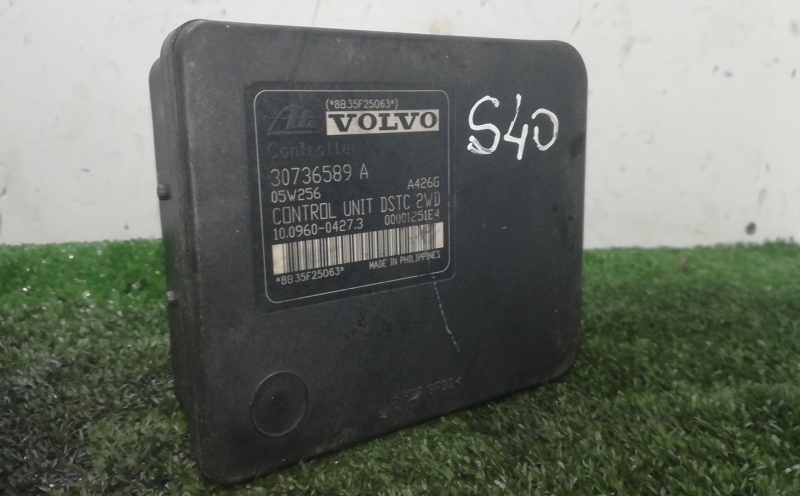 (*8B35F25063*)
Ate VOLVO
Controller
30736589 A
05W256 A426G
CONTROL UNIT DSTC 2WD
10.0960-0427.3 00001251E4
*8B35F25063* MADE IN PHILIPPINES
S40